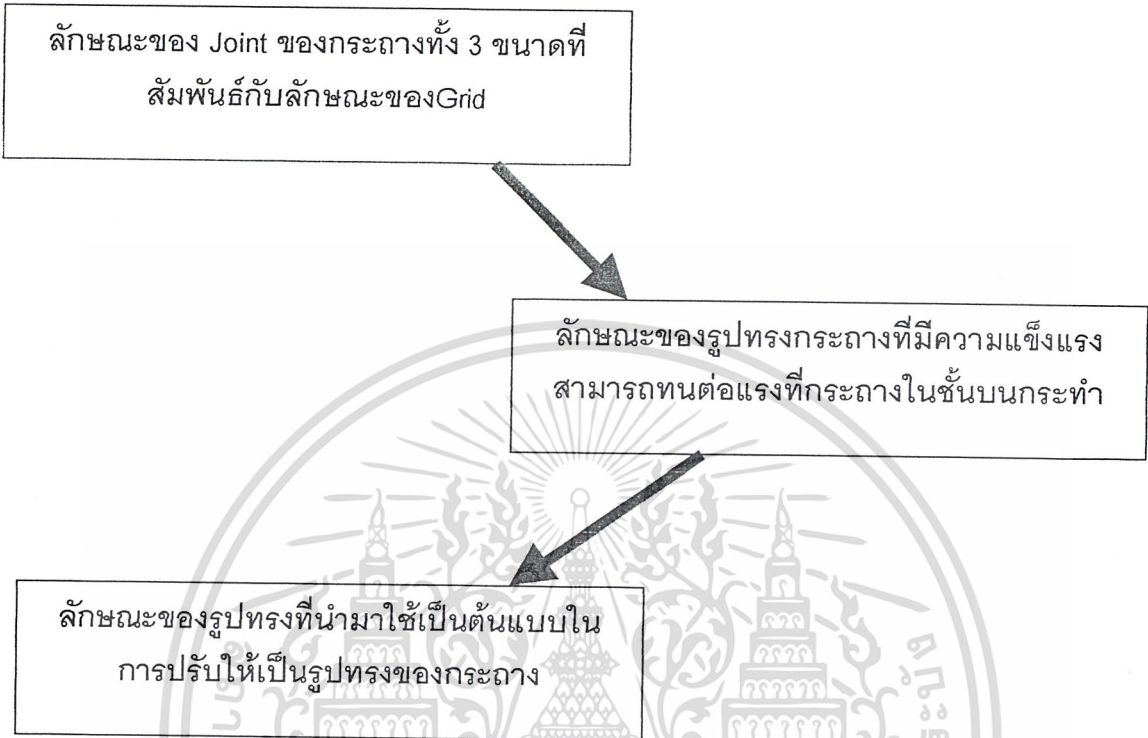 ลักษณะของ Joint ของกระถางทั้ง 3 ขนาดที่
สัมพันธ์กับลักษณะของGrid
ลักษณะของรูปทรงกระถางที่มีความแข็งแรง
สามารถทนต่อแรงที่กระถางในชั้นบนกระทำ
ลักษณะของรูปทรงที่นำมาใช้เป็นต้นแบบใน
การปรับให้เป็นรูปทรงของกระถาง